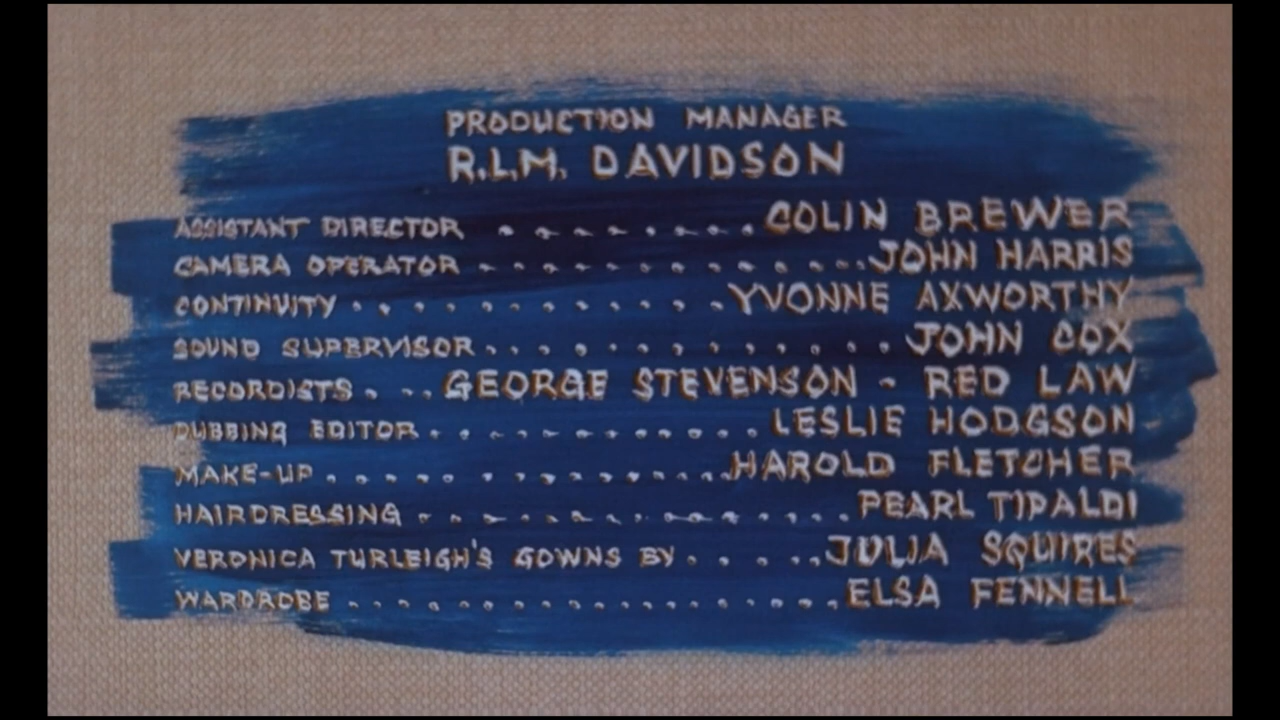 PRODUCTION MANAGER
R.L.M. DAVIDSON
ASSISTANT DIRECTOR . . . . . . . . COLIN BREWER
CAMERA OPERATOR . . . . . . . . . . . . . . JOHN HARRIS
CONTINUITY . . . . . . . . . . . . YVONNE AXWORTHY
SOUND SUPERVISOR . . . . . . . . . . . . . JOHN COX
RECORDISTS . . . . GEORGE STEVENSON - RED LAW
DUBBING EDITOR . . . . . . . . . . . . LESLIE HODGSON
MAKE-UP . . . . . . . . . . . . . . . HAROLD FLETCHER
HAIRDRESSING . . . . . . . . . . . . . . PEARL TIPALDI
VERONICA TURLEIGH'S GOWNS BY . . . . . JULIA SQUIRES
WARDROBE . . . . . . . . . . . . . . . . . . ELSA FENNELL